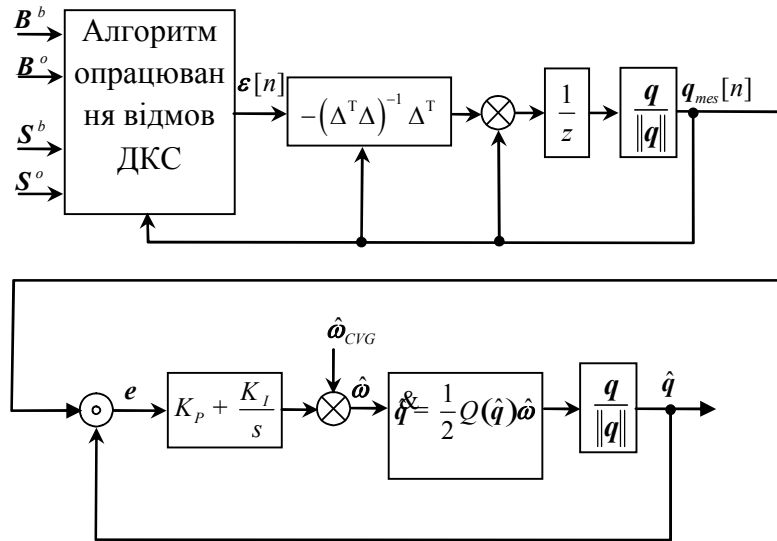 B^b
B^o
S^b
S^o
Алгоритм
опрацюван
ня відмов
ДКС
ε[n]
−(Δ^T Δ)^{−1} Δ^T
1/z
q/‖q‖
q_mes[n]
ω̂_CVG
e
K_P + K_I/s
ω̂
q̂& = 1/2 Q(q̂)ω̂
q/‖q‖
q̂